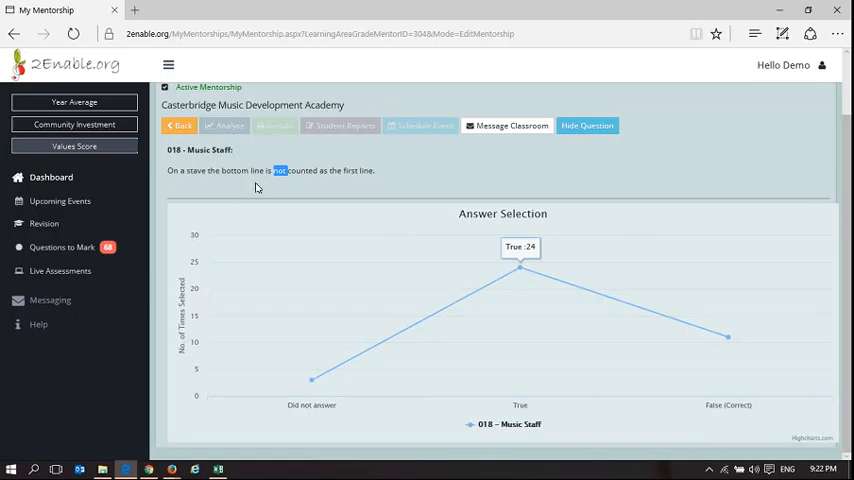 My Mentorships
2enable.org/MyMentorships/MyMentorship.aspx?LearningAreaGradeMentorID=304&Mode=EditMentorship
2Enable.org
Hello Demo
Year Average
Community Investment
Values Score
Dashboard
Upcoming Events
Revision
Questions to Mark 68
Live Assessments
Messaging
Help
Active Mentorship
Casterbridge Music Development Academy
Back
Analyse
Student Reports
Schedule Event
Message Classroom
Hide Question
018 - Music Staff:
On a stave the bottom line is not counted as the first line.
Answer Selection
No. of Times Selected
30
25
20
15
10
5
0
True :24
Did not answer
True
False (Correct)
018 - Music Staff
Highcharts.com
ENG
9:22 PM